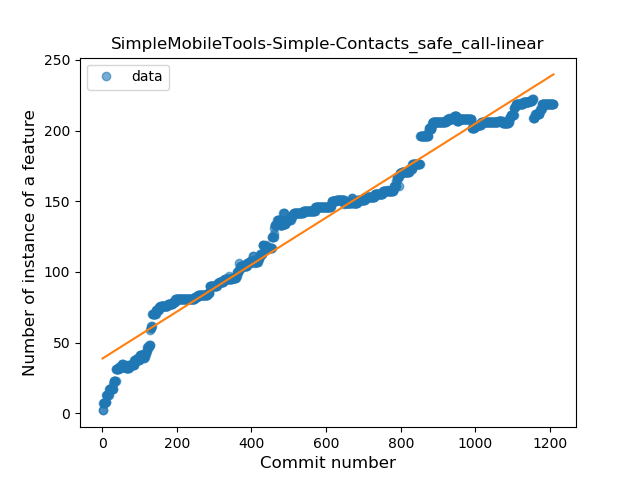 SimpleMobileTools-Simple-Contacts_safe_call-linear
data
Number of instance of a feature
250
200
150
100
50
0
0 200 400 600 800 1000 1200
Commit number